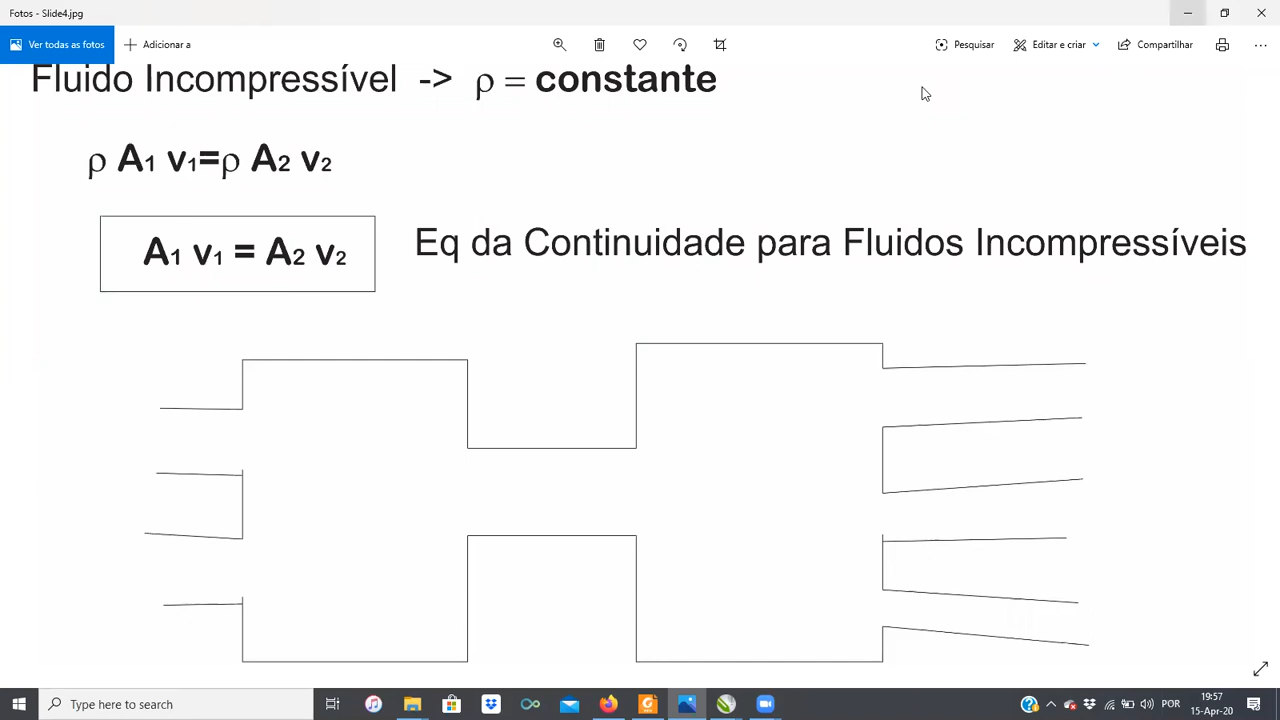 Fotos - Slide4.jpg
Ver todas as fotos
Adicionar a
Pesquisar
Editar e criar
Compartilhar
Fluido Incompressível -> ρ = constante
ρ A1 v1=ρ A2 v2
A1 v1 = A2 v2
Eq da Continuidade para Fluidos Incompressíveis
Type here to search
POR
19:57
15-Apr-20